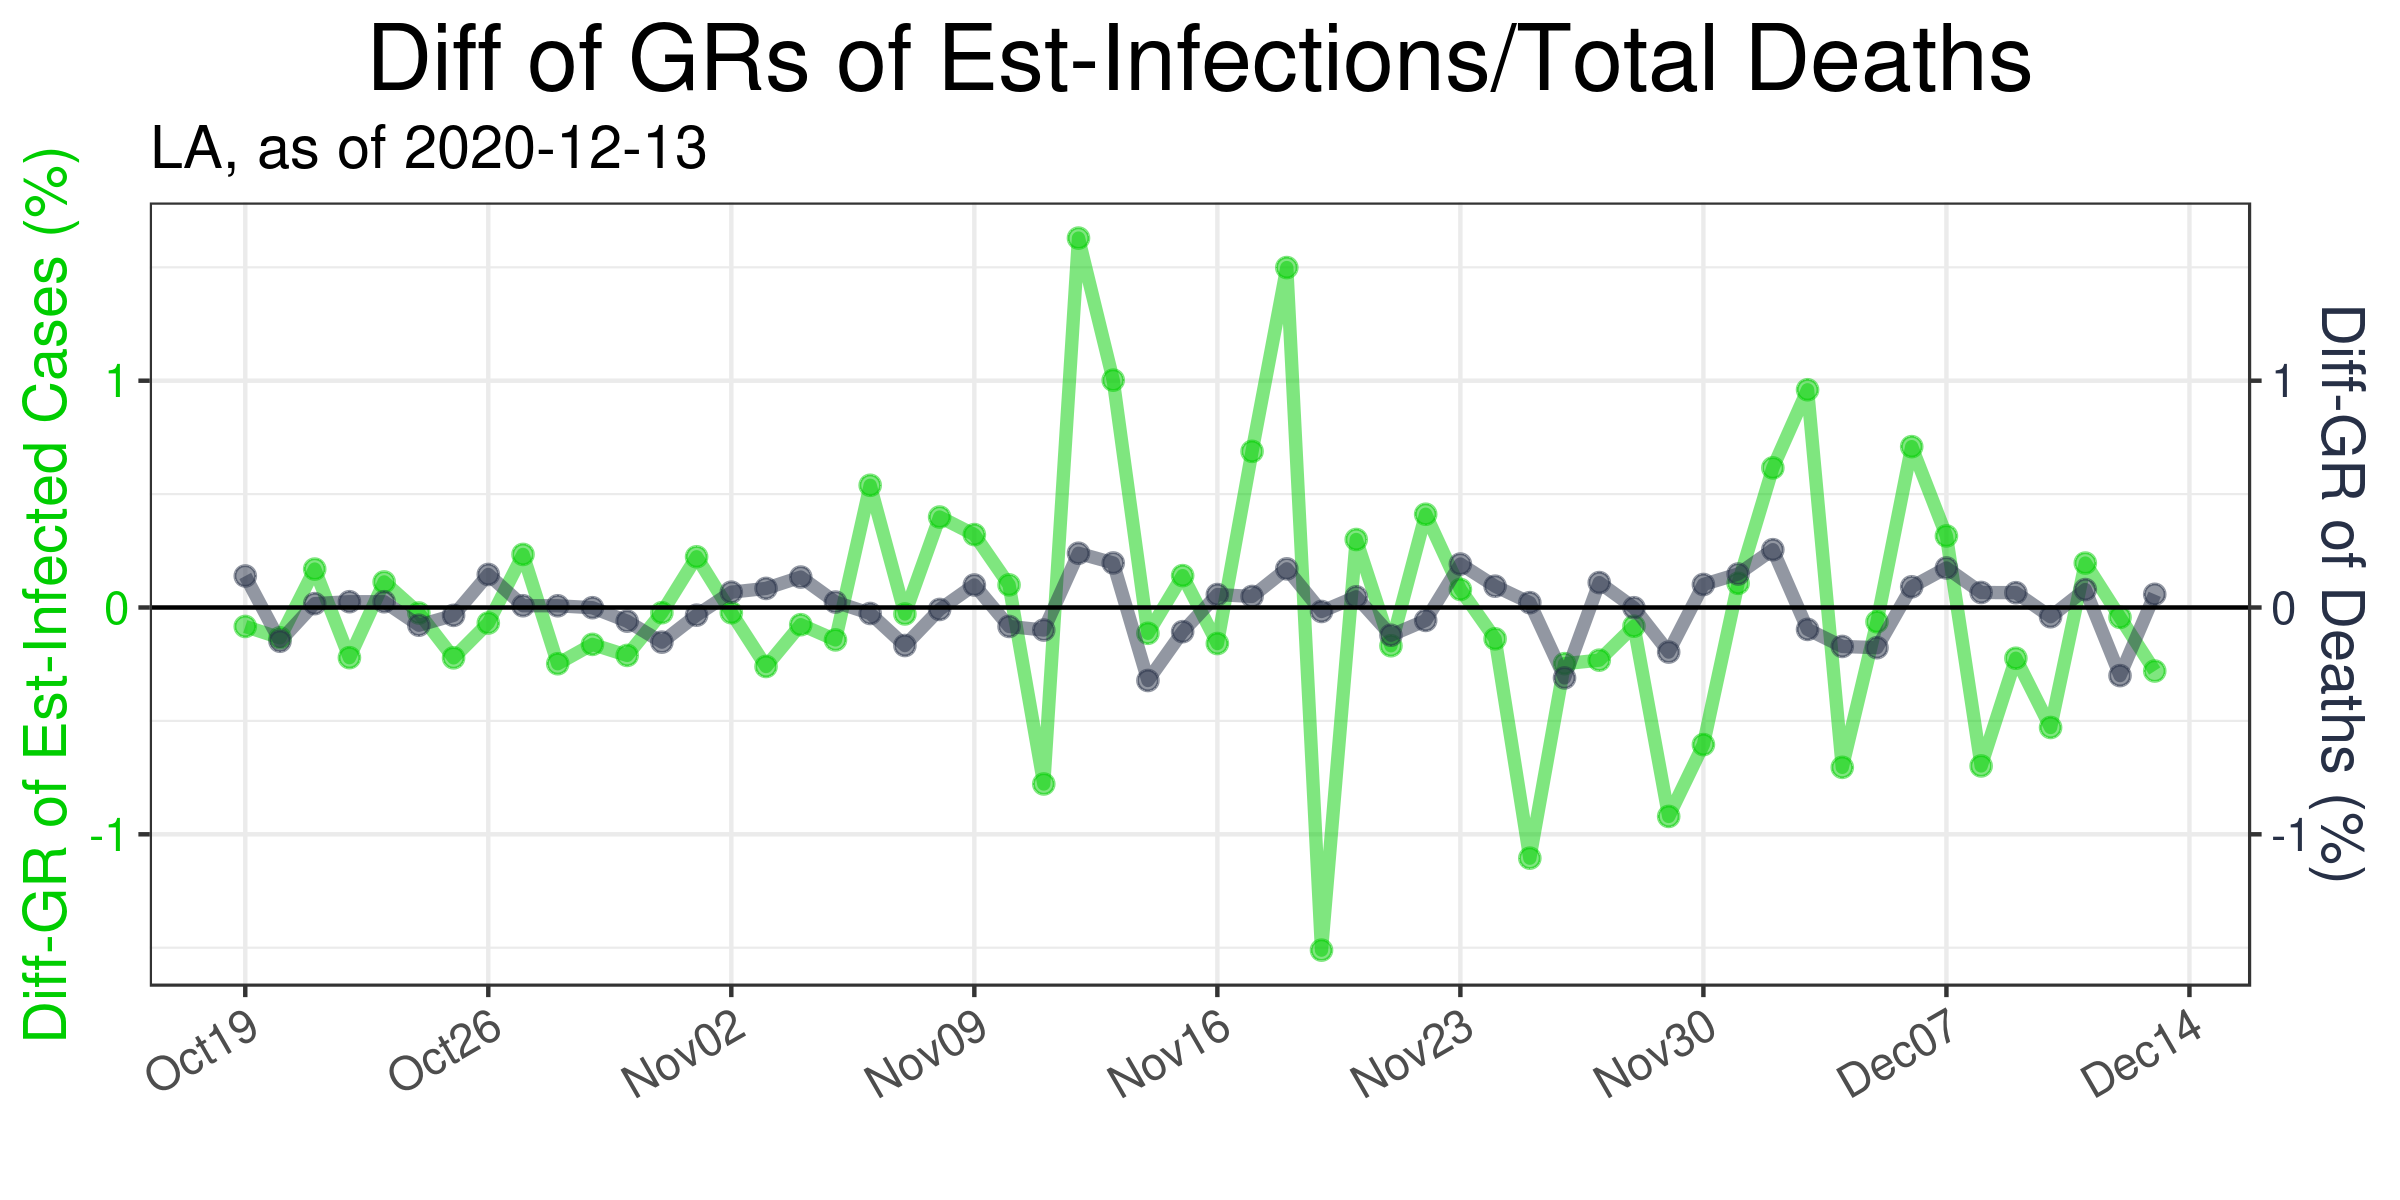 Diff of GRs of Est-Infections/Total Deaths
LA, as of 2020-12-13
Diff-GR of Est-Infected Cases (%)
1
0
-1
1
0
-1
Diff-GR of Deaths (%)
Oct19
Oct26
Nov02
Nov09
Nov16
Nov23
Nov30
Dec07
Dec14